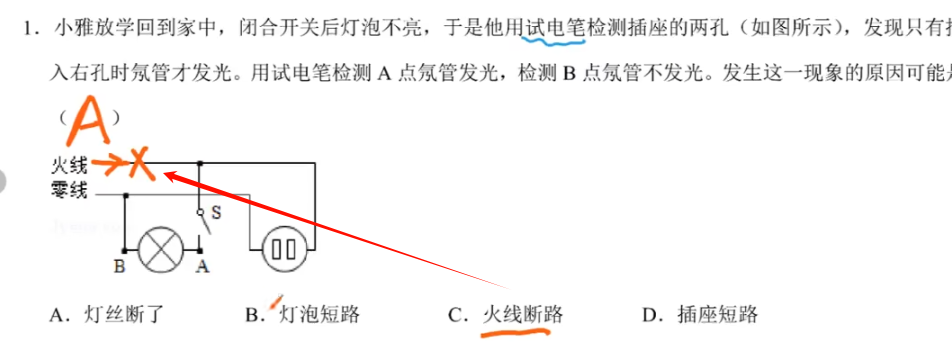 1. 小雅放学回到家中，闭合开关后灯泡不亮，于是他用试电笔检测插座的两孔（如图所示），发现只有
入右孔时氖管才发光。用试电笔检测 A 点氖管发光，检测 B 点氖管不发光。发生这一现象的原因可能
（ A ）
火线
零线
S
B
A
A．灯丝断了 B．灯泡短路 C．火线断路 D．插座短路